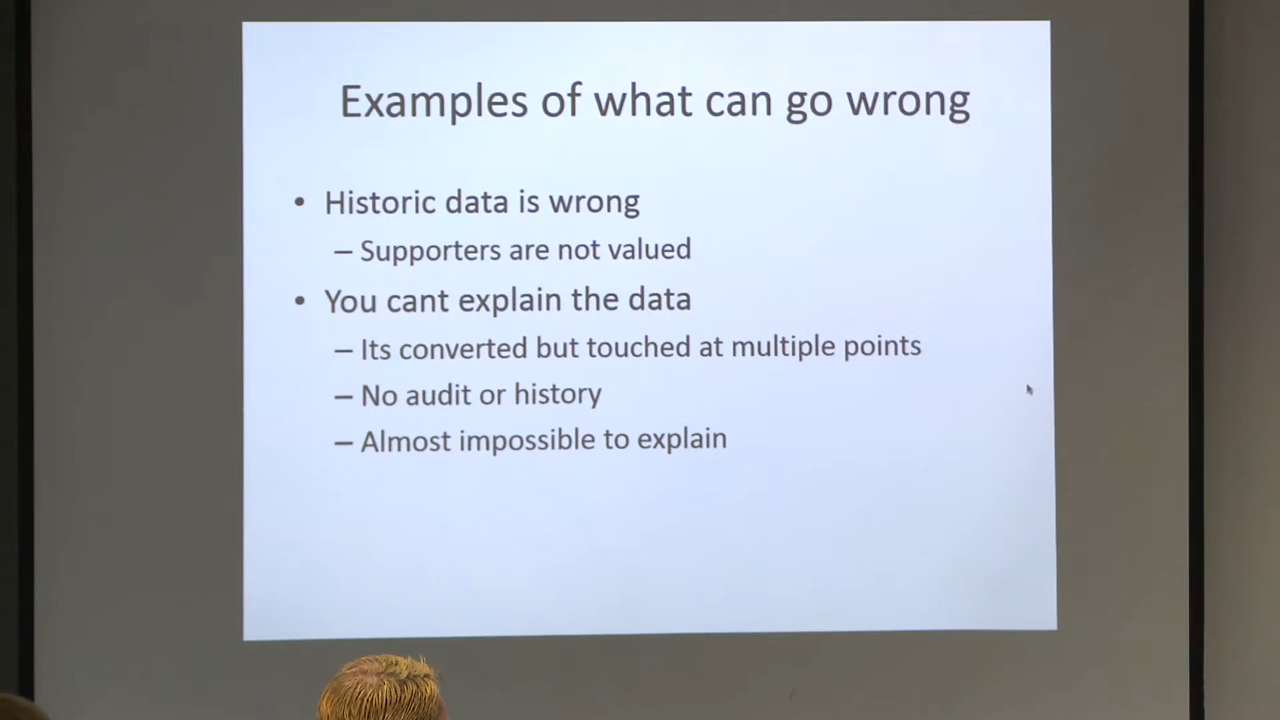 Examples of what can go wrong
• Historic data is wrong
– Supporters are not valued
• You cant explain the data
– Its converted but touched at multiple points
– No audit or history
– Almost impossible to explain